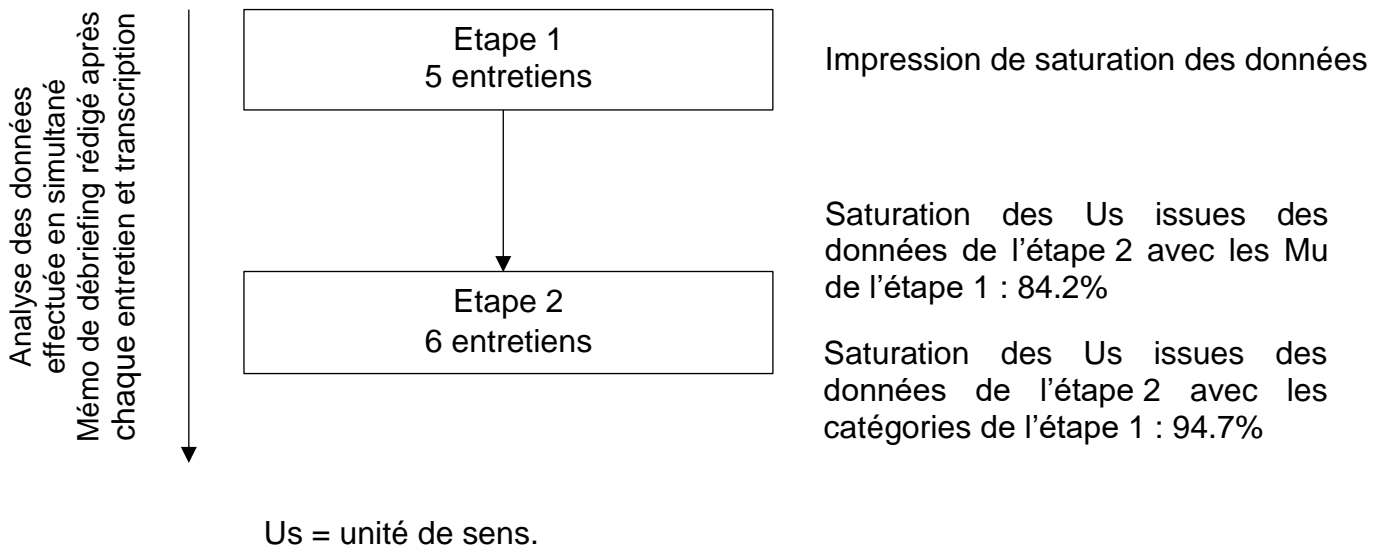 Analyse des données
effectuée en simultané
Mémo de débriefing rédigé après
chaque entretien et transcription
Etape 1
5 entretiens
Impression de saturation des données
Etape 2
6 entretiens
Saturation des Us issues des
données de l’étape 2 avec les Mu
de l’étape 1 : 84.2%
Saturation des Us issues des
données de l’étape 2 avec les
catégories de l’étape 1 : 94.7%
Us = unité de sens.